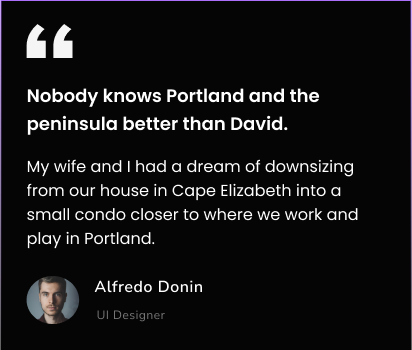 Nobody knows Portland and the
peninsula better than David.
My wife and I had a dream of downsizing
from our house in Cape Elizabeth into a
small condo closer to where we work and
play in Portland.
Alfredo Donin
UI Designer